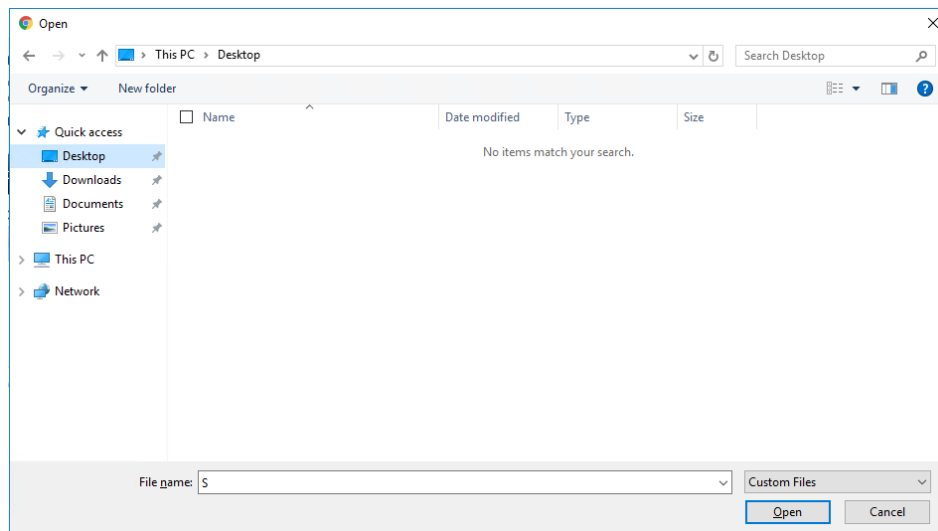 Open
This PC > Desktop
Search Desktop
Organize
New folder
Name
Date modified
Type
Size
Quick access
No items match your search.
Desktop
Downloads
Documents
Pictures
This PC
Network
File name: S
Custom Files
Open
Cancel